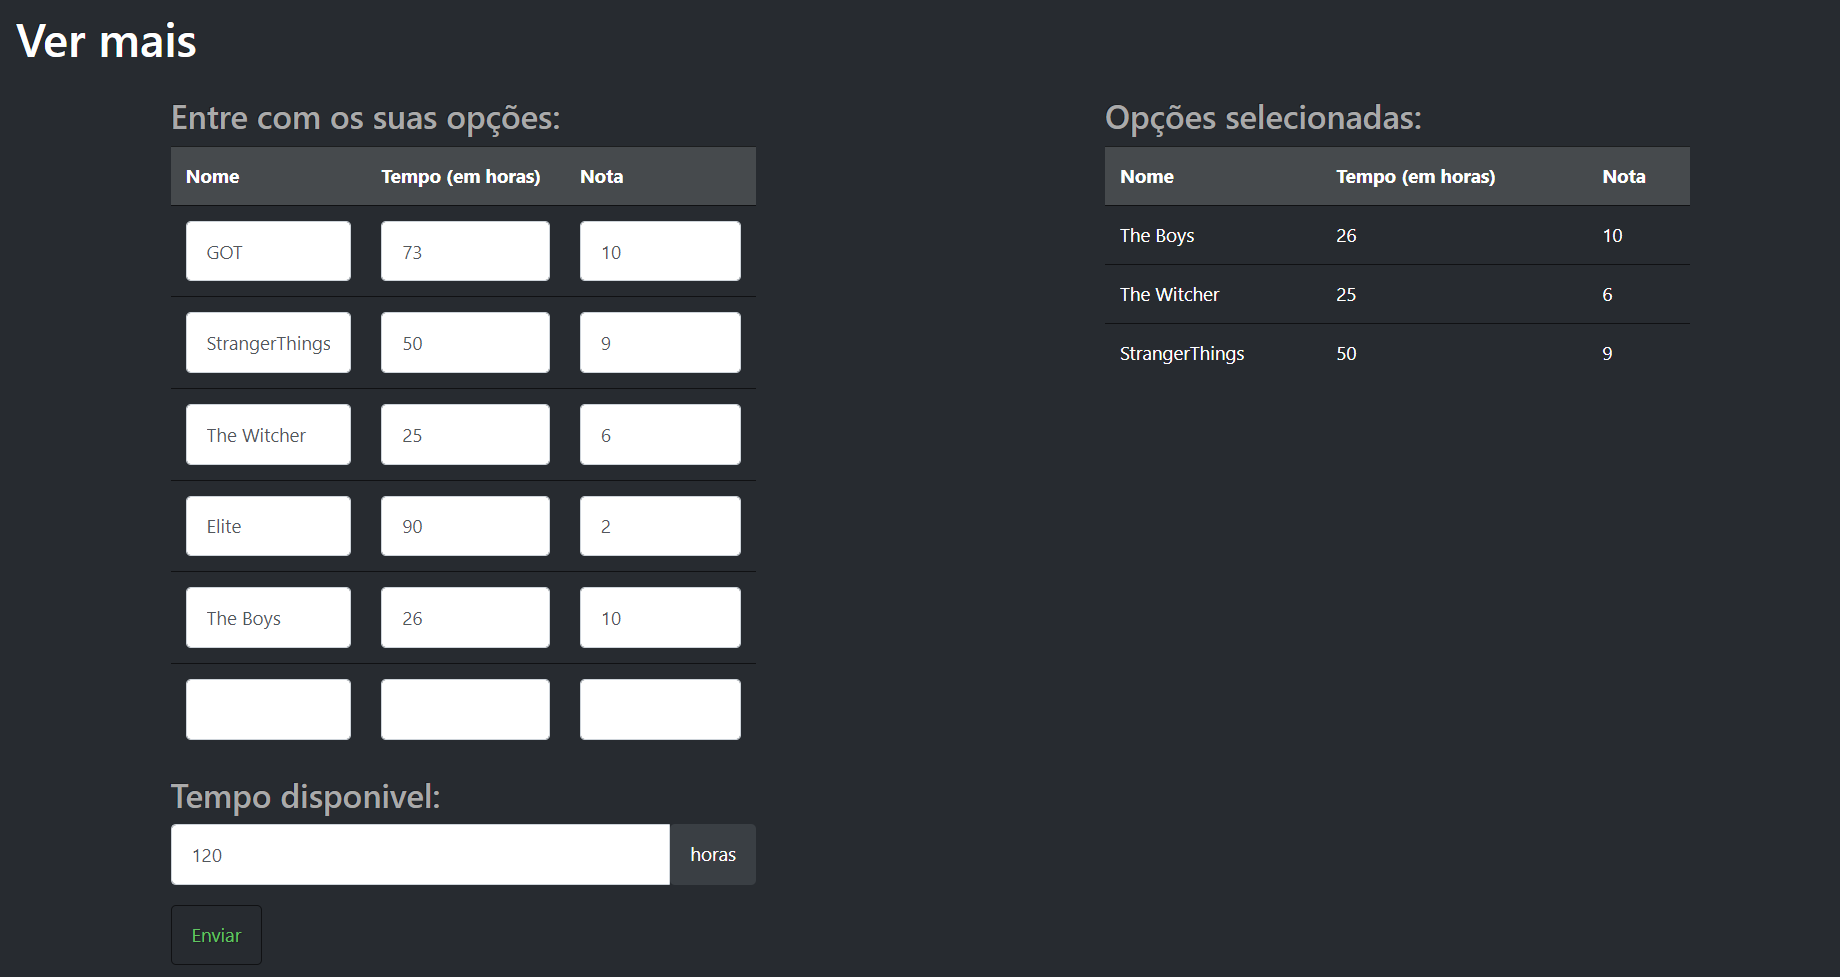 Ver mais
Entre com os suas opções:
Nome Tempo (em horas) Nota
GOT 73 10
StrangerThings 50 9
The Witcher 25 6
Elite 90 2
The Boys 26 10
Tempo disponivel:
120 horas
Enviar
Opções selecionadas:
Nome Tempo (em horas) Nota
The Boys 26 10
The Witcher 25 6
StrangerThings 50 9